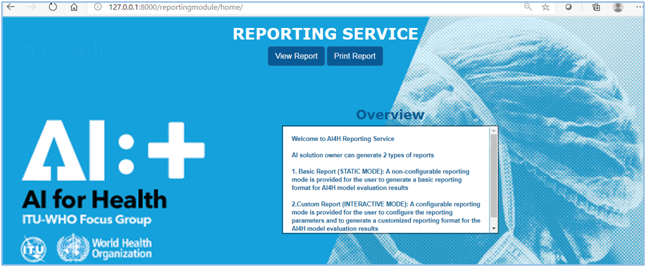 127.0.0.1:8000/reportingmodule/home/
REPORTING SERVICE
View Report Print Report
Overview
Welcome to AI4H Reporting Service
AI solution owner can generate 2 types of reports
1. Basic Report (STATIC MODE): A non-configurable reporting
mode is provided for the user to generate a basic reporting
format for AI4H model evaluation results
2.Custom Report (INTERACTIVE MODE): A configurable reporting
mode is provided for the user to configure the reporting
parameters and to generate a customized reporting format for the
AI4H model evaluation results
AI:+
AI for Health
ITU-WHO Focus Group
ITU
World Health
Organization